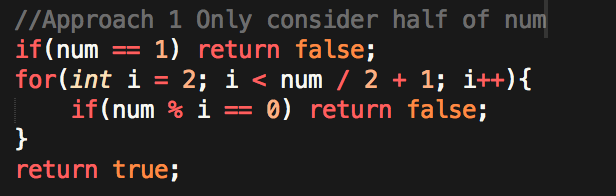 //Approach 1 Only consider half of num
if(num == 1) return false;
for(int i = 2; i < num / 2 + 1; i++){
    if(num % i == 0) return false;
}
return true;